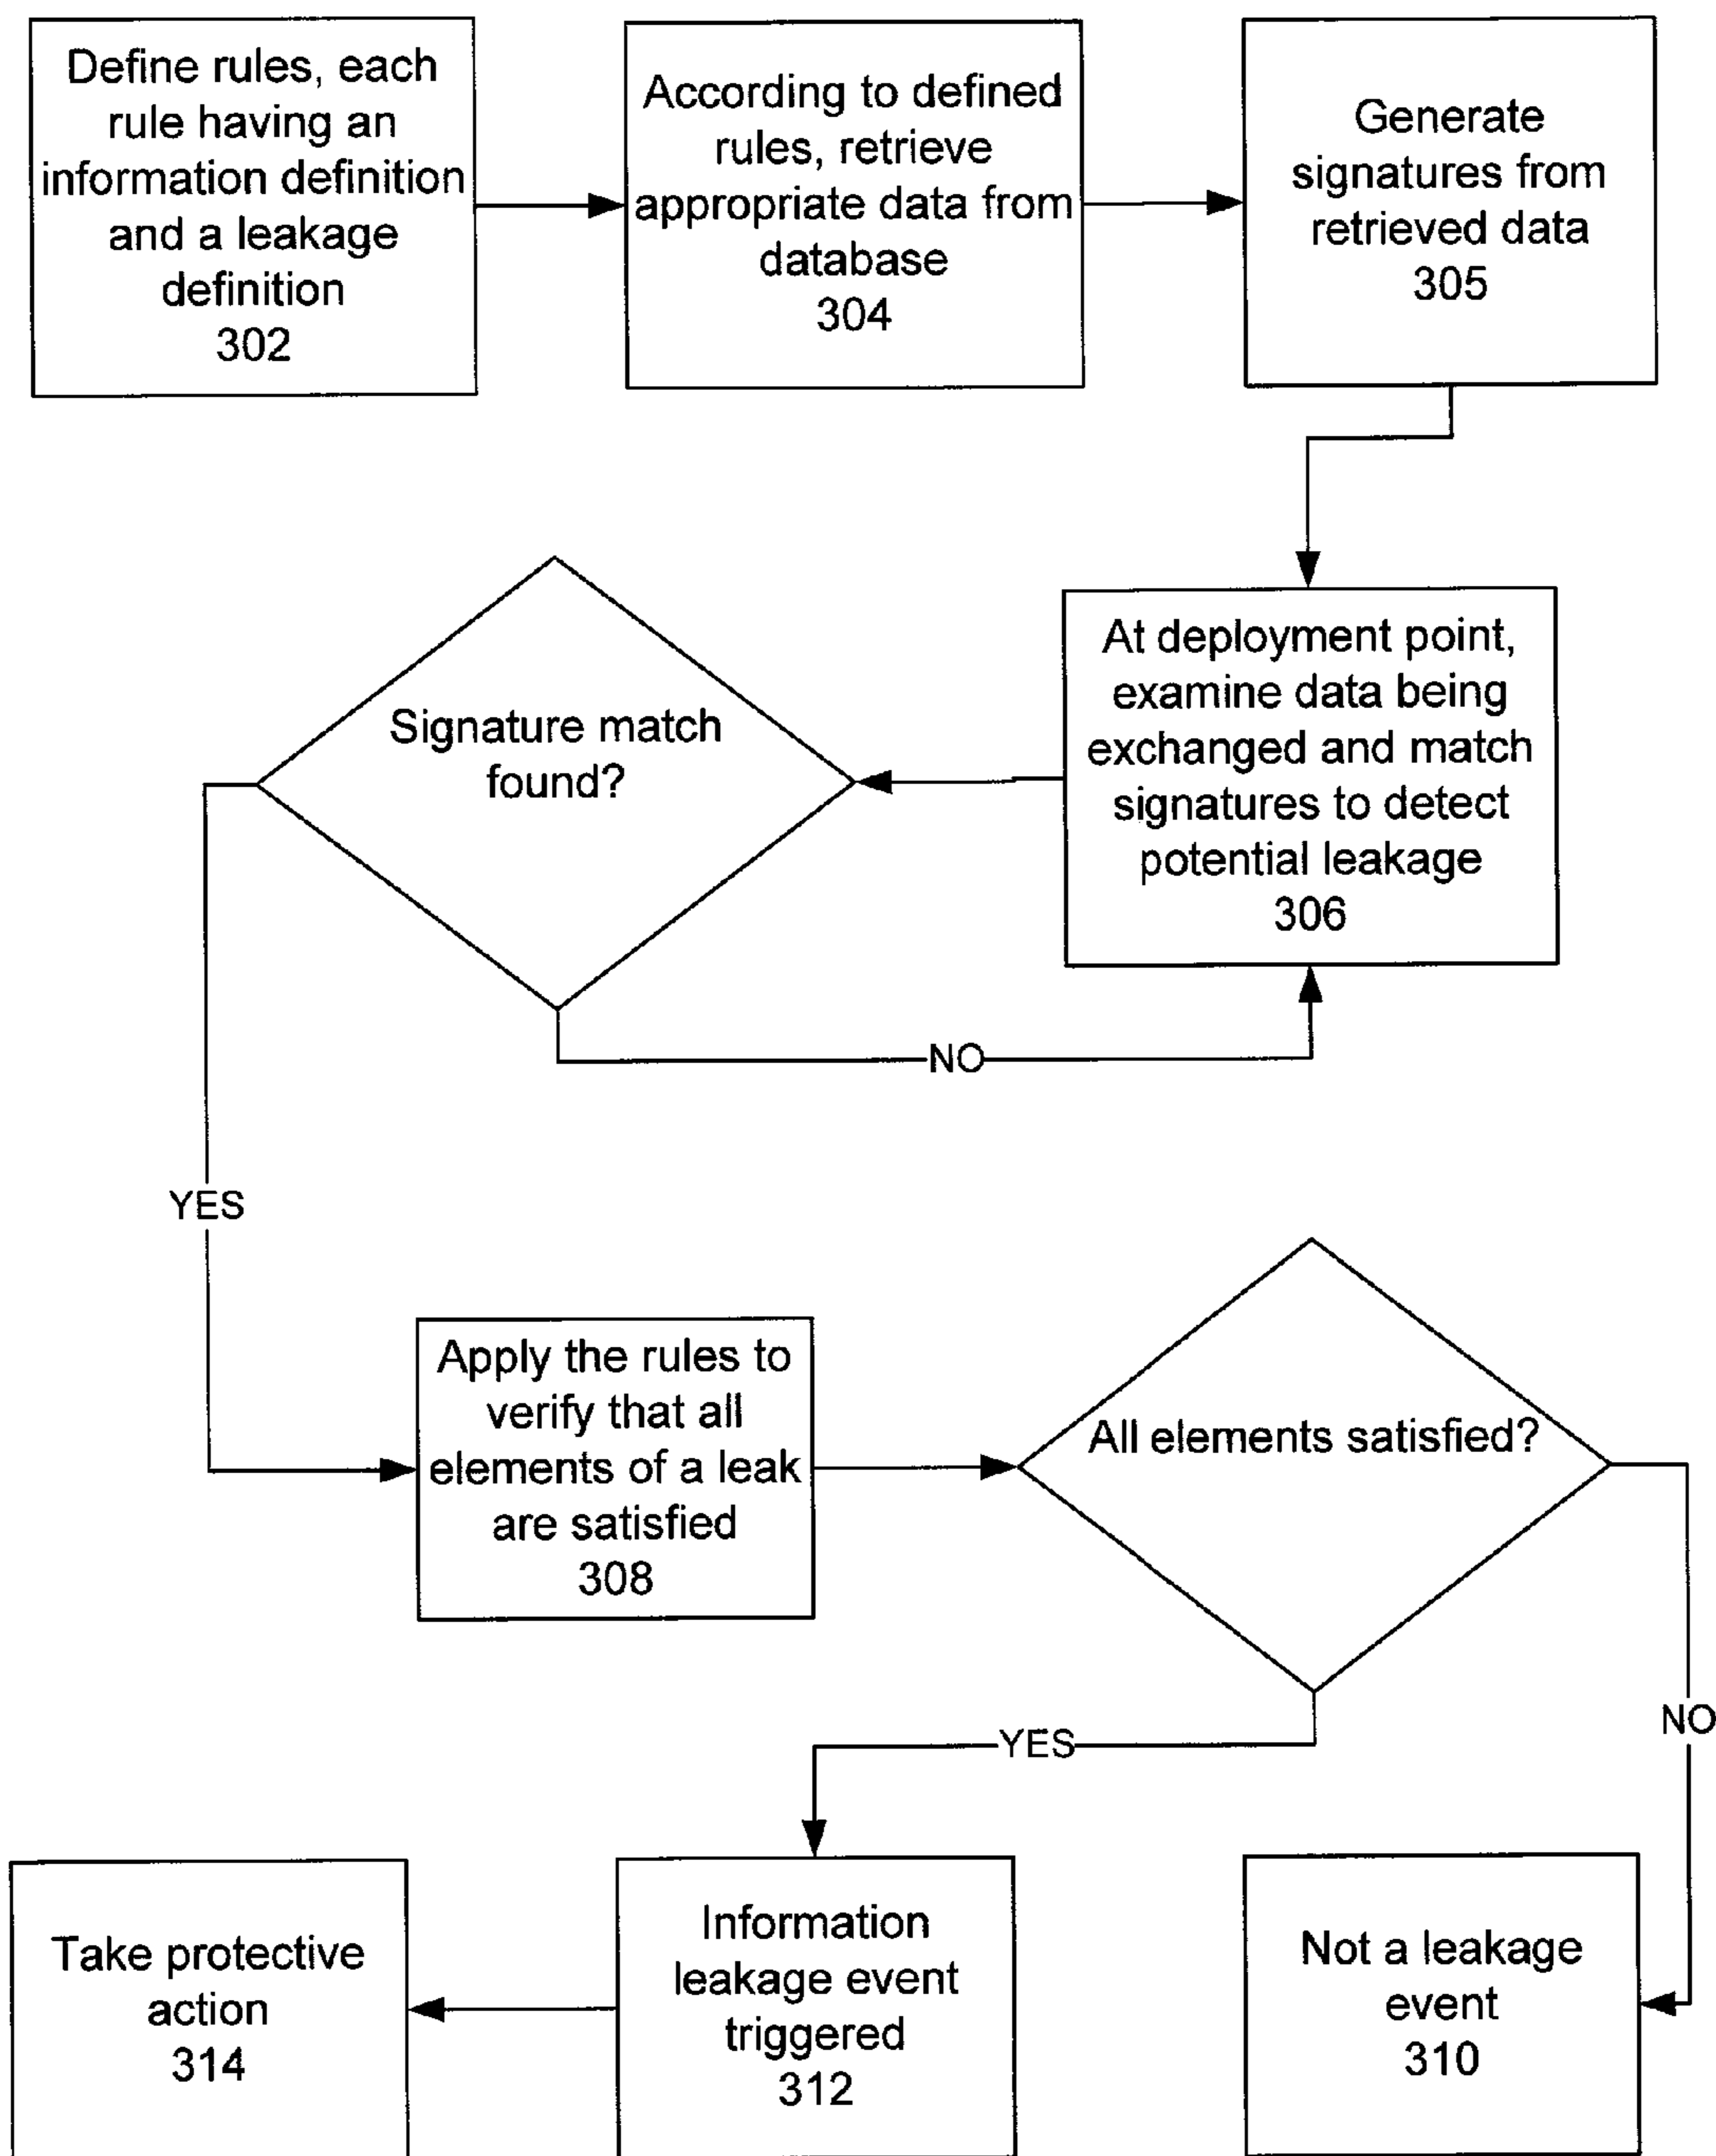 Define rules, each
rule having an
information definition
and a leakage
definition
302
According to defined
rules, retrieve
appropriate data from
database
304
Generate
signatures from
retrieved data
305
At deployment point,
examine data being
exchanged and match
signatures to detect
potential leakage
306
Signature match
found?
NO
YES
Apply the rules to
verify that all
elements of a leak
are satisfied
308
All elements satisfied?
NO
YES
Take protective
action
314
Information
leakage event
triggered
312
Not a leakage
event
310